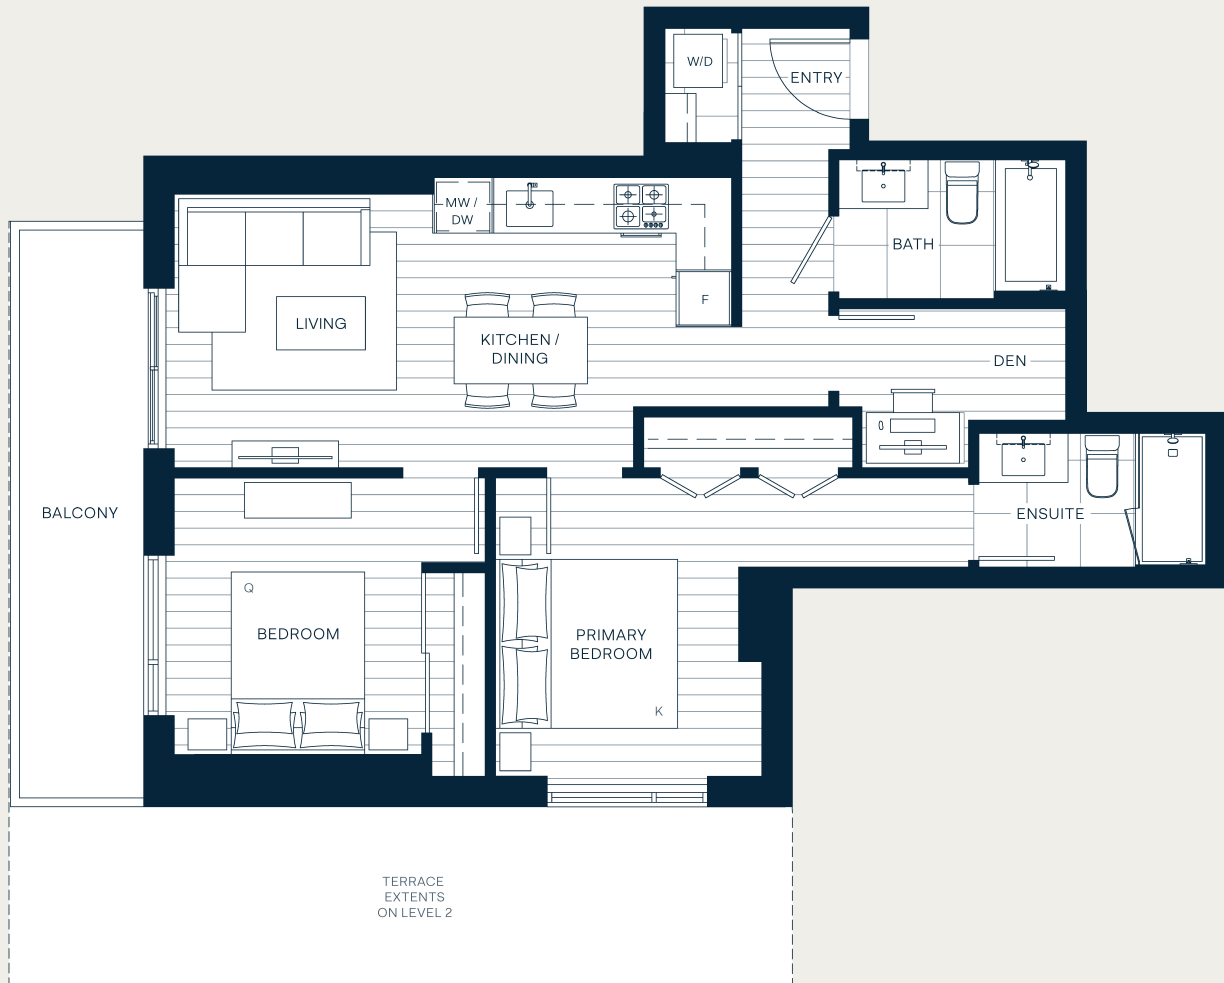 W/D
ENTRY
MW /
DW
BATH
F
LIVING
KITCHEN /
DINING
DEN
BALCONY
ENSUITE
Q
BEDROOM
PRIMARY
BEDROOM
K
TERRACE
EXTENTS
ON LEVEL 2